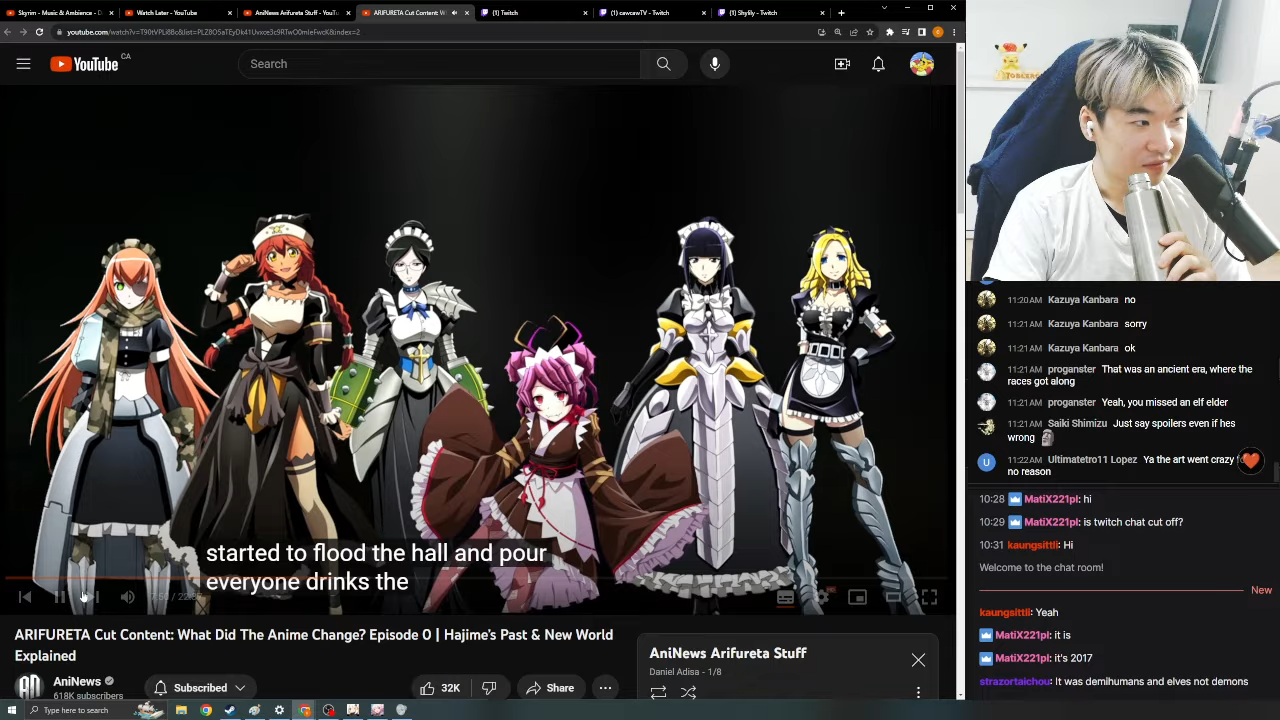 Slgrim - Music & Ambience - D
Watch Later - YouTube
AniNews Arifureta Stuff - YouTu
ARIFURETA Cut Content: W
Twitch
(1) cawcawTV - Twitch
(1) Shylily - Twitch
youtube.com/watch?v=T90tVPLi8Bc&list=PLZ8O5aTEyDk41Uvxce3c9RTwO0mIeFwcK&index=2
YouTube CA
Search
started to flood the hall and pour
everyone drinks the
ARIFURETA Cut Content: What Did The Anime Change? Episode 0 | Hajime's Past & New World
Explained
AniNews
618K subscribers
Subscribed
32K
Share
AniNews Arifureta Stuff
Daniel Adisa - 1/8
Type here to search
11:20 AM Kazuya Kanbara no
11:21 AM Kazuya Kanbara sorry
11:21 AM Kazuya Kanbara ok
11:21 AM proganster That was an ancient era, where the
races got along
11:21 AM proganster Yeah, you missed an elf elder
11:21 AM Saiki Shimizu Just say spoilers even if hes
wrong
11:22 AM Ultimatetro11 Lopez Ya the art went crazy
no reason
10:28 MatiX221pl: hi
10:29 MatiX221pl: is twitch chat cut off?
10:31 kaungsittli: Hi
Welcome to the chat room!
New
kaungsittli: Yeah
MatiX221pl: it is
MatiX221pl: it's 2017
strazortaichou: It was demihumans and elves not demons